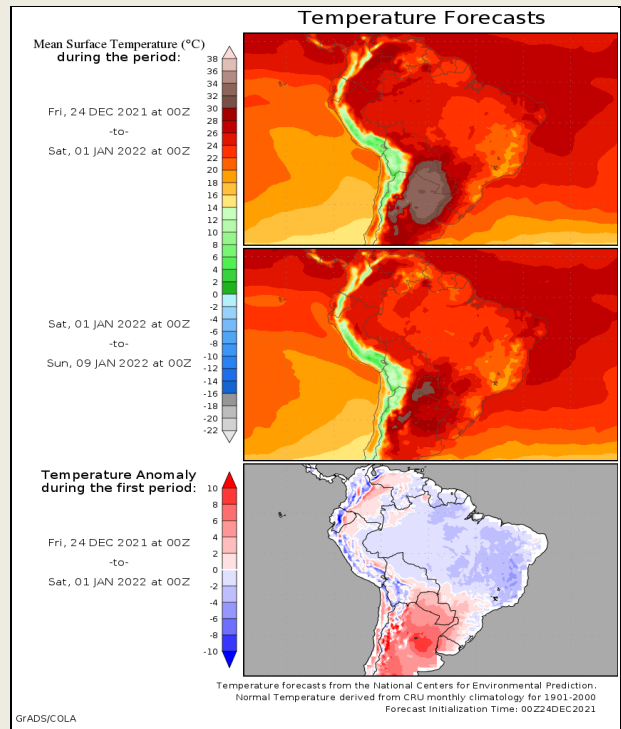 Temperature Forecasts
Mean Surface Temperature (°C)
during the period:
Fri, 24 DEC 2021 at 00Z
-to-
Sat, 01 JAN 2022 at 00Z
38
36
34
32
30
28
26
24
22
20
18
16
14
12
10
8
6
4
2
0
-2
-4
-6
-8
-10
-12
-14
-16
-18
-20
-22
Sat, 01 JAN 2022 at 00Z
-to-
Sun, 09 JAN 2022 at 00Z
Temperature Anomaly
during the first period:
Fri, 24 DEC 2021 at 00Z
-to-
Sat, 01 JAN 2022 at 00Z
10
8
6
4
2
0
-2
-4
-6
-8
-10
Temperature forecasts from the National Centers for Environmental Prediction.
Normal Temperature derived from CRU monthly climatology for 1901-2000
Forecast Initialization Time: 00Z24DEC2021
GrADS/COLA